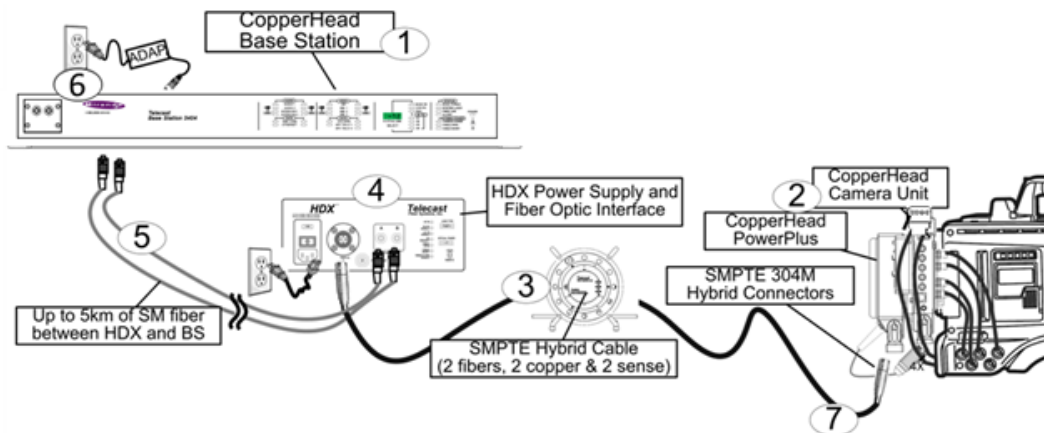 CopperHead
Base Station
1
ADAP
6
Telecast
Base Station
4
HDX
Telecast
HDX Power Supply and
Fiber Optic Interface
2
CopperHead
Camera Unit
CopperHead
PowerPlus
SMPTE 304M
Hybrid Connectors
5
3
Up to 5km of SM fiber
between HDX and BS
SMPTE Hybrid Cable
(2 fibers, 2 copper & 2 sense)
4X
7